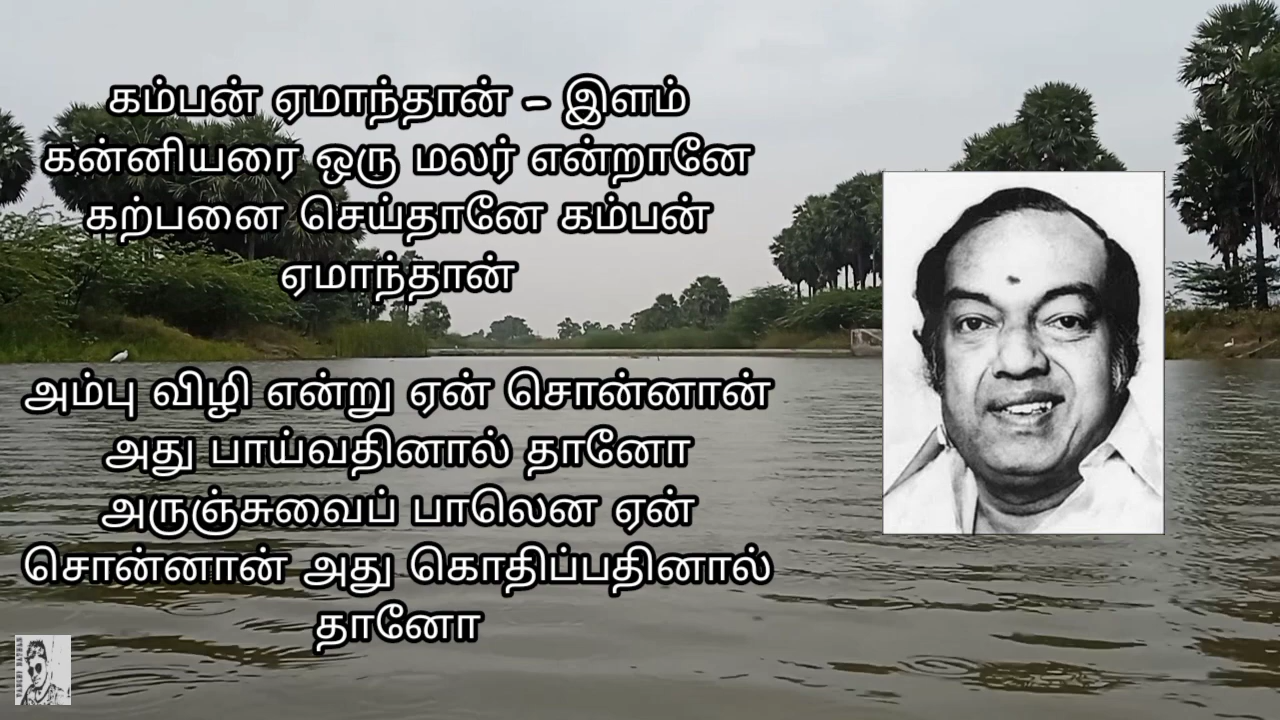 கம்பன் ஏமாந்தான் – இளம்
கன்னியரை ஒரு மலர் என்றானே
கற்பனை செய்தானே கம்பன்
ஏமாந்தான்
அம்பு விழி என்று ஏன் சொன்னான்
அது பாய்வதினால் தானோ
அருஞ்சுவைப் பாலென ஏன்
சொன்னான் அது கொதிப்பதினால்
தானோ